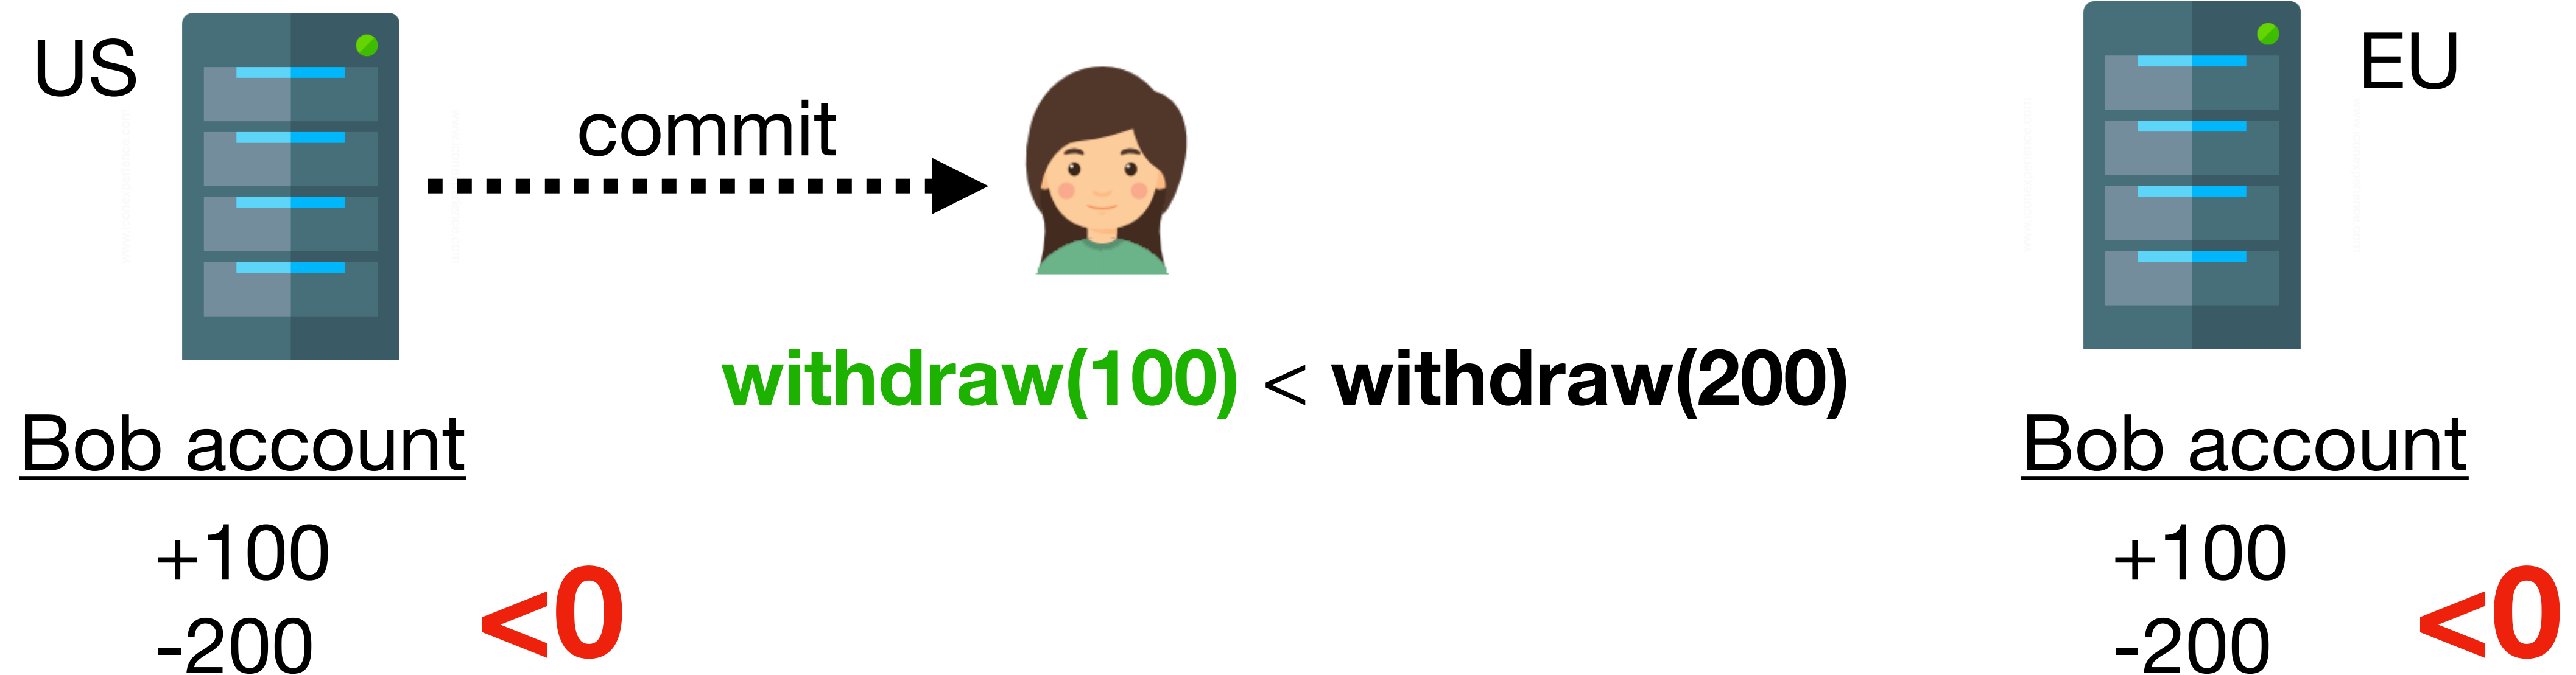 US
EU
commit
withdraw(100) < withdraw(200)
Bob account
+100
-200
<0
Bob account
+100
-200
<0